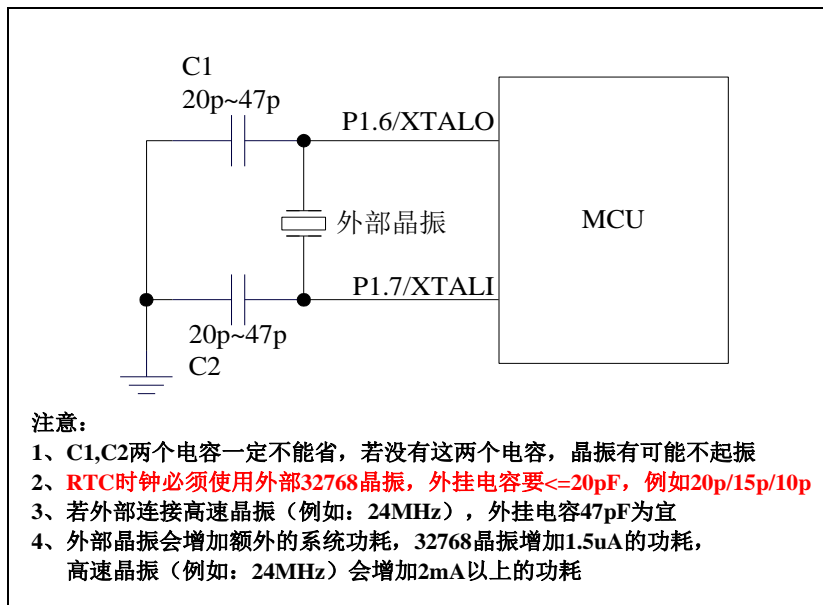 C1
20p~47p
P1.6/XTALO
MCU
外部晶振
P1.7/XTALI
20p~47p
C2
注意：
1、C1,C2两个电容一定不能省，若没有这两个电容，晶振有可能不起振
2、RTC时钟必须使用外部32768晶振，外挂电容要<=20pF，例如20p/15p/10p
3、若外部连接高速晶振（例如：24MHz），外挂电容47pF为宜
4、外部晶振会增加额外的系统功耗，32768晶振增加1.5uA的功耗，
高速晶振（例如：24MHz）会增加2mA以上的功耗